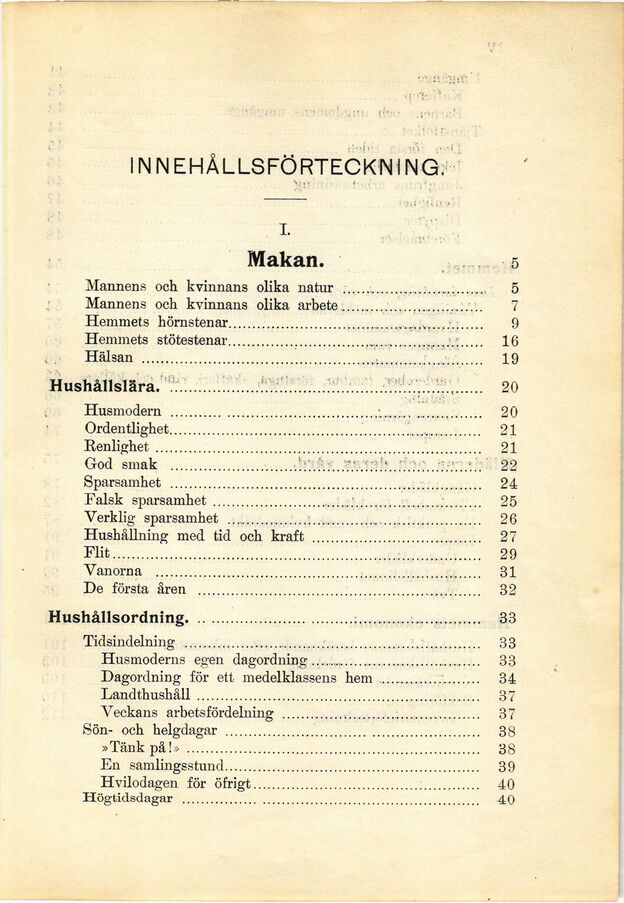 INNEHÅLLSFÖRTECKNING.
I.
Makan. 5
Mannens och kvinnans olika natur 5
Mannens och kvinnans olika arbete 7
Hemmets hörnstenar 9
Hemmets stötestenar 16
Hälsan 19
Hushållslära. 20
Husmodern 20
Ordentlighet 21
Renlighet 21
God smak 22
Sparsamhet 24
Falsk sparsamhet 25
Verklig sparsamhet 26
Hushållning med tid och kraft 27
Flit 29
Vanorna 31
De första åren 32
Hushållsordning. 33
Tidsindelning 33
Husmoderns egen dagordning 33
Dagordning för ett medelklassens hem 34
Landthushåll 37
Veckans arbetsfördelning 37
Sön- och helgdagar 38
»Tänk på!» 38
En samlingsstund 39
Hvilodagen för öfrigt 40
Högtidsdagar 40